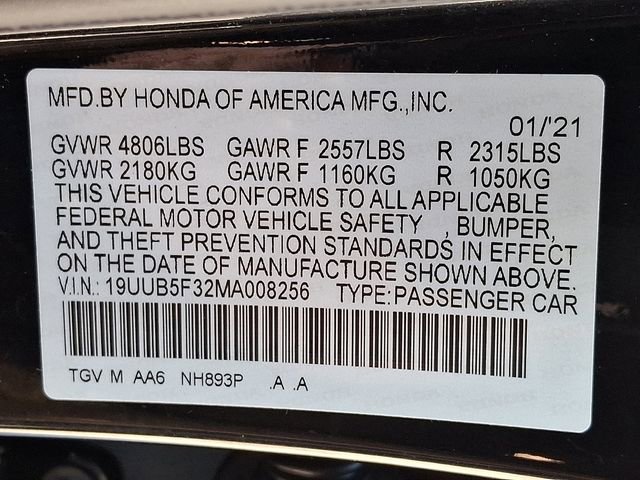 MFD.BY HONDA OF AMERICA MFG.,INC.
01/'21
GVWR 4806LBS GAWR F 2557LBS R 2315LBS
GVWR 2180KG GAWR F 1160KG R 1050KG
THIS VEHICLE CONFORMS TO ALL APPLICABLE
FEDERAL MOTOR VEHICLE SAFETY , BUMPER,
AND THEFT PREVENTION STANDARDS IN EFFECT
ON THE DATE OF MANUFACTURE SHOWN ABOVE.
V.I.N.: 19UUB5F32MA008256 TYPE:PASSENGER CAR
TGV M AA6 NH893P .A .A